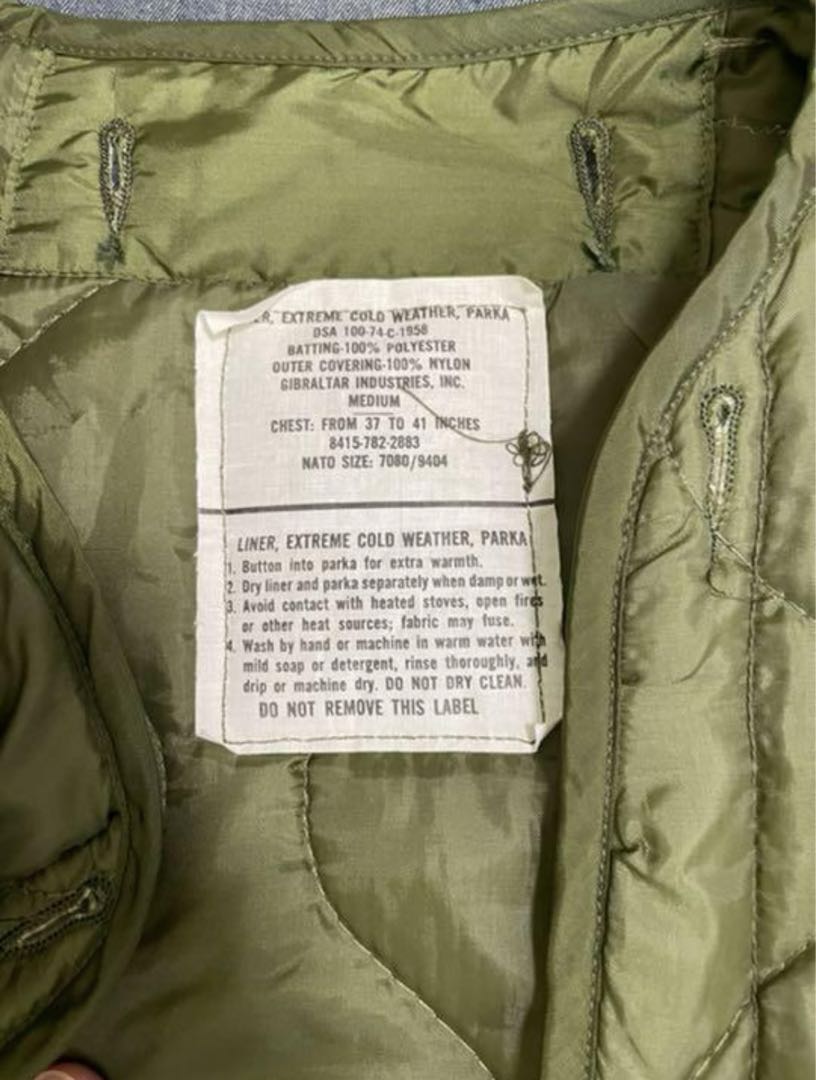 EXTREME COLD WEATHER, PARKA
DSA 100-74-C-1958
BATTING-100% POLYESTER
OUTER COVERING-100% NYLON
GIBRALTAR INDUSTRIES, INC.
MEDIUM
CHEST: FROM 37 TO 41 INCHES
8415-782-2883
NATO SIZE: 7080/9404
LINER, EXTREME COLD WEATHER, PARKA
1. Button into parka for extra warmth.
2. Dry liner and parka separately when damp or wet.
3. Avoid contact with heated stoves, open fires
or other heat sources; fabric may fuse.
4. Wash by hand or machine in warm water with
mild soap or detergent, rinse thoroughly, and
drip or machine dry. DO NOT DRY CLEAN.
DO NOT REMOVE THIS LABEL